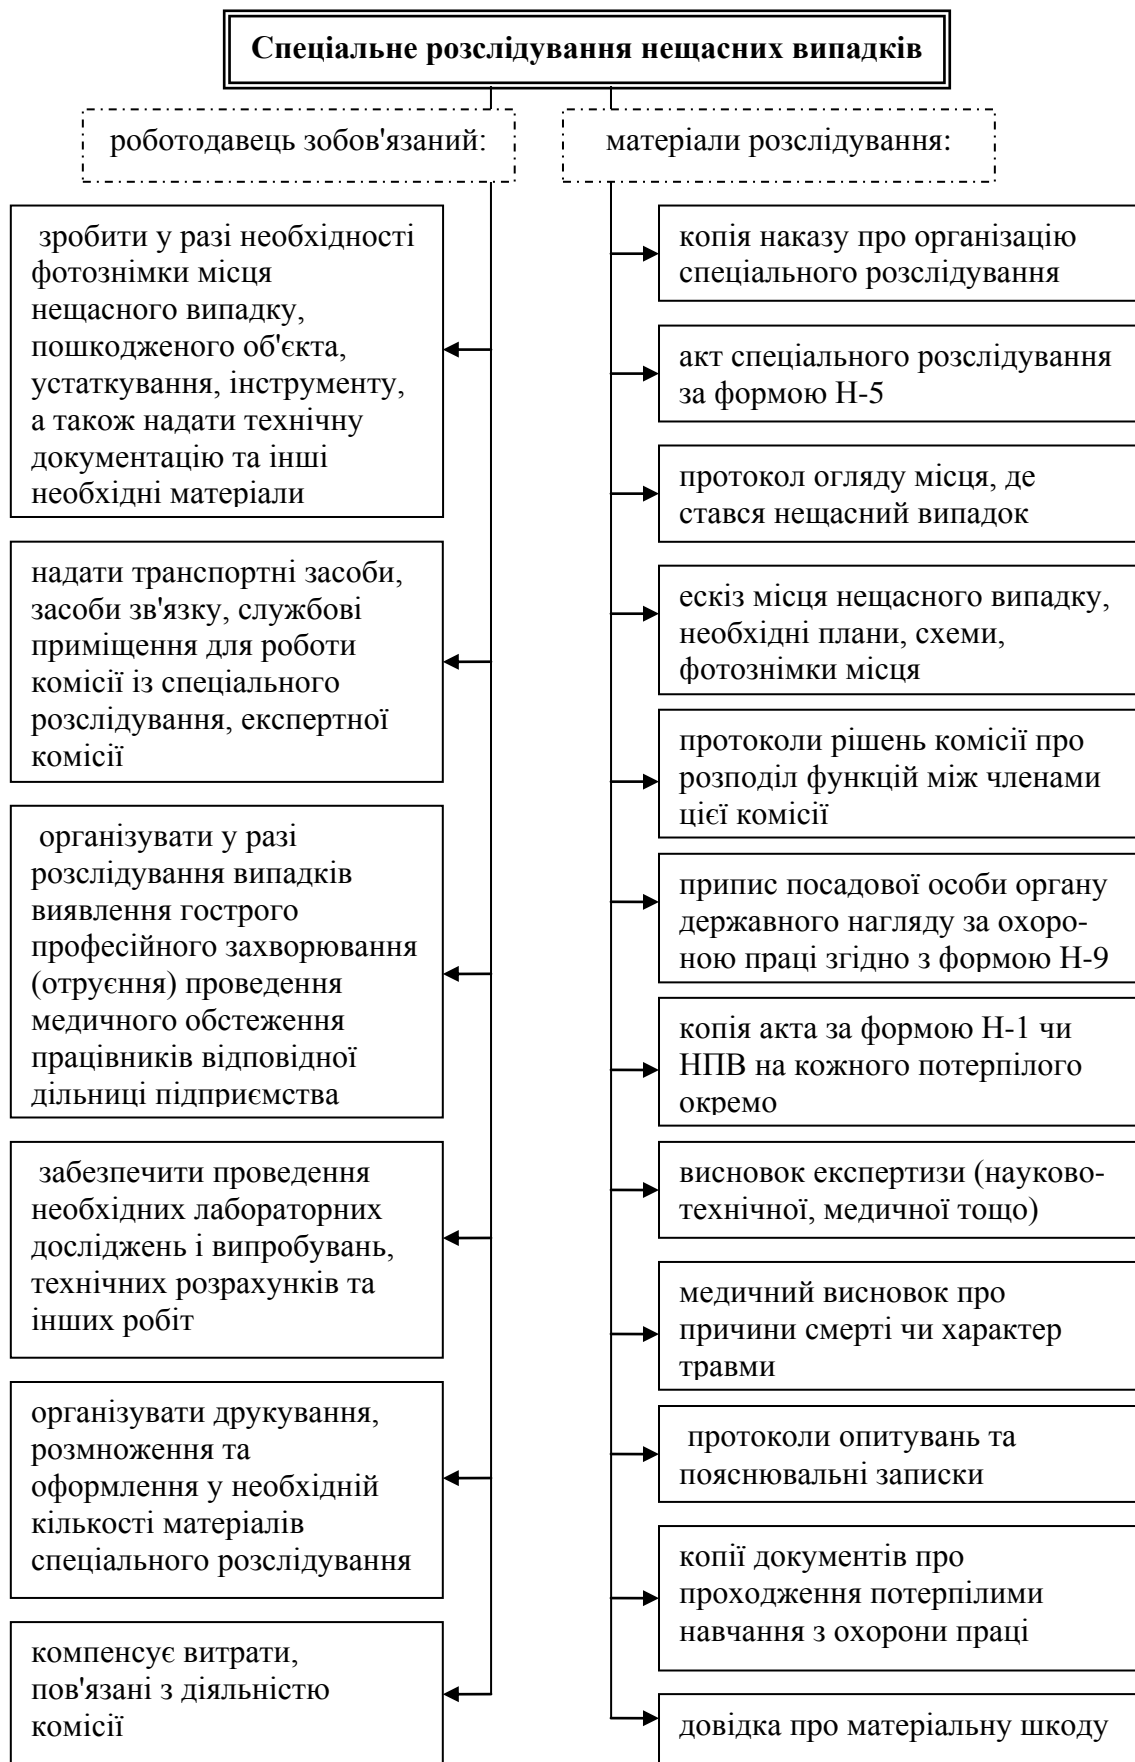 Спеціальне розслідування нещасних випадків
роботодавець зобов'язаний:
зробити у разі необхідності
фотознімки місця
нещасного випадку,
пошкодженого об'єкта,
устаткування, інструменту,
а також надати технічну
документацію та інші
необхідні матеріали
надати транспортні засоби,
засоби зв'язку, службові
приміщення для роботи
комісії із спеціального
розслідування, експертної
комісії
організувати у разі
розслідування випадків
виявлення гострого
професійного захворювання
(отруєння) проведення
медичного обстеження
працівників відповідної
дільниці підприємства
забезпечити проведення
необхідних лабораторних
досліджень і випробувань,
технічних розрахунків та
інших робіт
організувати друкування,
розмноження та
оформлення у необхідній
кількості матеріалів
спеціального розслідування
компенсує витрати,
пов'язані з діяльністю
комісії
матеріали розслідування:
копія наказу про організацію
спеціального розслідування
акт спеціального розслідування
за формою Н-5
протокол огляду місця, де
стався нещасний випадок
ескіз місця нещасного випадку,
необхідні плани, схеми,
фотознімки місця
протоколи рішень комісії про
розподіл функцій між членами
цієї комісії
припис посадової особи органу
державного нагляду за охоро-
ною праці згідно з формою Н-9
копія акта за формою Н-1 чи
НПВ на кожного потерпілого
окремо
висновок експертизи (науково-
технічної, медичної тощо)
медичний висновок про
причини смерті чи характер
травми
протоколи опитувань та
пояснювальні записки
копії документів про
проходження потерпілими
навчання з охорони праці
довідка про матеріальну шкоду